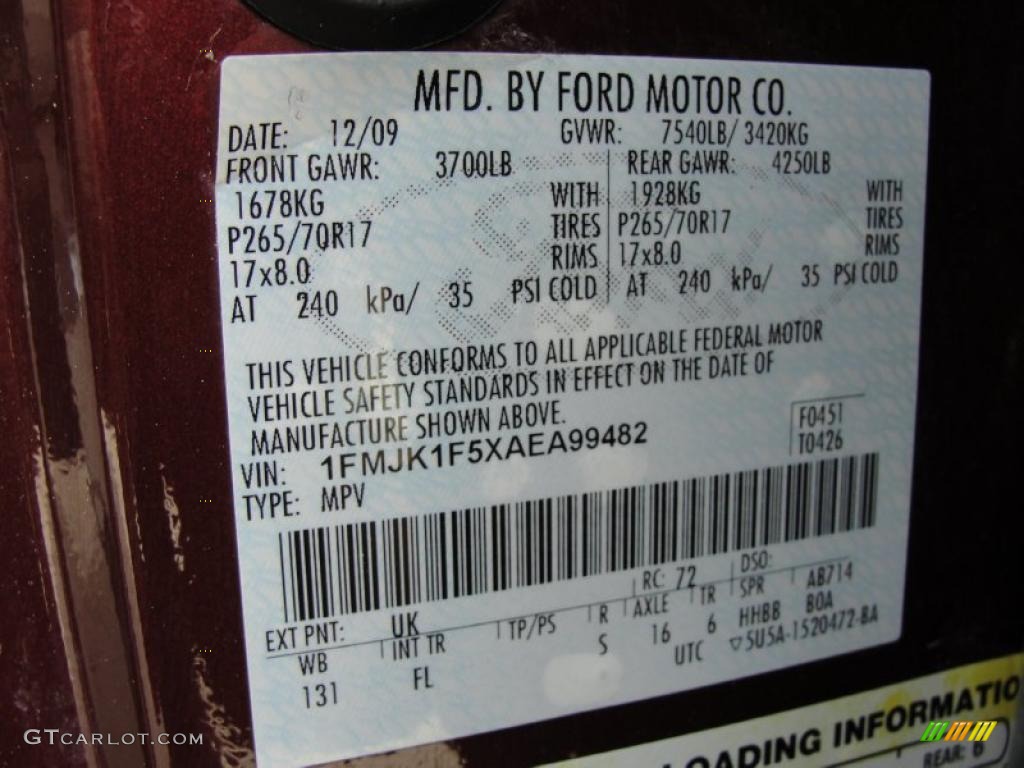 MFD. BY FORD MOTOR CO.
DATE: 12/09 GVWR: 7540LB/ 3420KG
FRONT GAWR: 3700LB REAR GAWR: 4250LB
1678KG WITH 1928KG WITH
P265/70R17 TIRES P265/70R17 TIRES
17x8.0 RIMS 17x8.0 RIMS
AT 240 kPa/ 35 PSI COLD AT 240 kPa/ 35 PSI COLD
THIS VEHICLE CONFORMS TO ALL APPLICABLE FEDERAL MOTOR
VEHICLE SAFETY STANDARDS IN EFFECT ON THE DATE OF
MANUFACTURE SHOWN ABOVE.
F0451
T0426
VIN: 1FMJK1F5XAEA99482
TYPE: MPV
EXT PNT: UK RC: 72 DSO:
WB INT TR TP/PS R AXLE TR SPR AB714
131 FL S 16 6 HHBB BOA
UTC ▽5U5A-1520472-BA
LOADING INFORMATIO
REAR:
GTCARLOT.COM